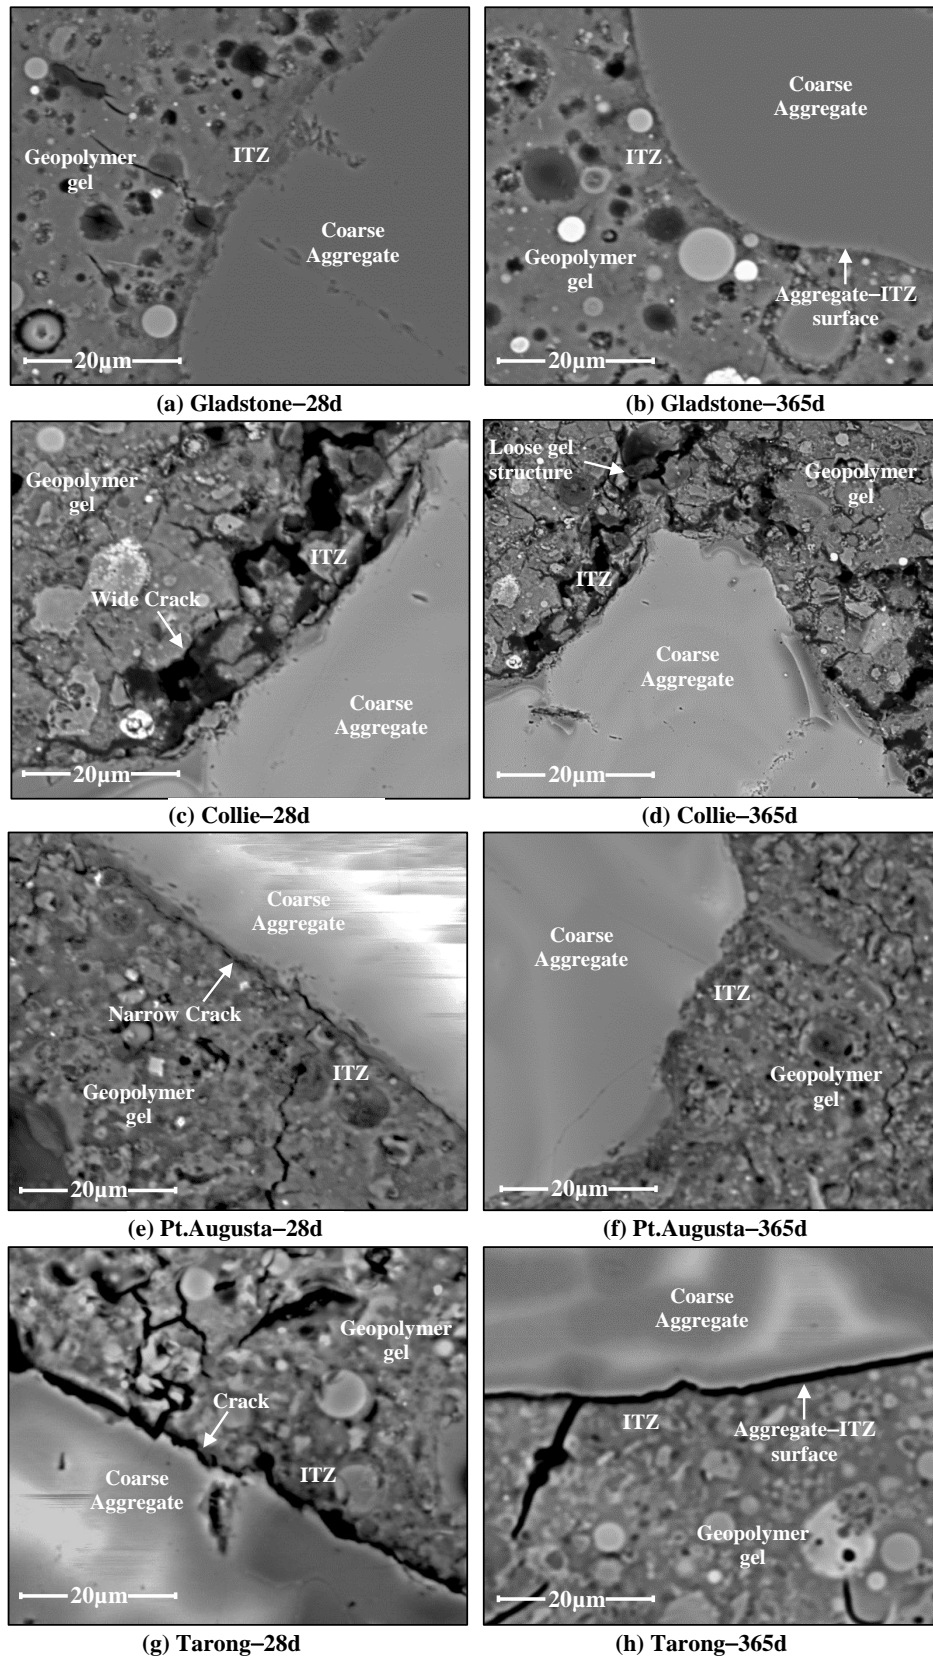 Geopolymer
gel
ITZ
Coarse
Aggregate
20μm
(a) Gladstone–28d
Coarse
Aggregate
ITZ
Geopolymer
gel
Aggregate–ITZ
surface
20μm
(b) Gladstone–365d
Geopolymer
gel
ITZ
Wide Crack
Coarse
Aggregate
20μm
(c) Collie–28d
Loose gel
structure
Geopolymer
gel
ITZ
Coarse
Aggregate
20μm
(d) Collie–365d
Coarse
Aggregate
Narrow Crack
ITZ
Geopolymer
gel
20μm
(e) Pt.Augusta–28d
Coarse
Aggregate
ITZ
Geopolymer
gel
20μm
(f) Pt.Augusta–365d
Geopolymer
gel
Crack
Coarse
Aggregate
ITZ
20μm
(g) Tarong–28d
Coarse
Aggregate
ITZ
Aggregate–ITZ
surface
Geopolymer
gel
20μm
(h) Tarong–365d